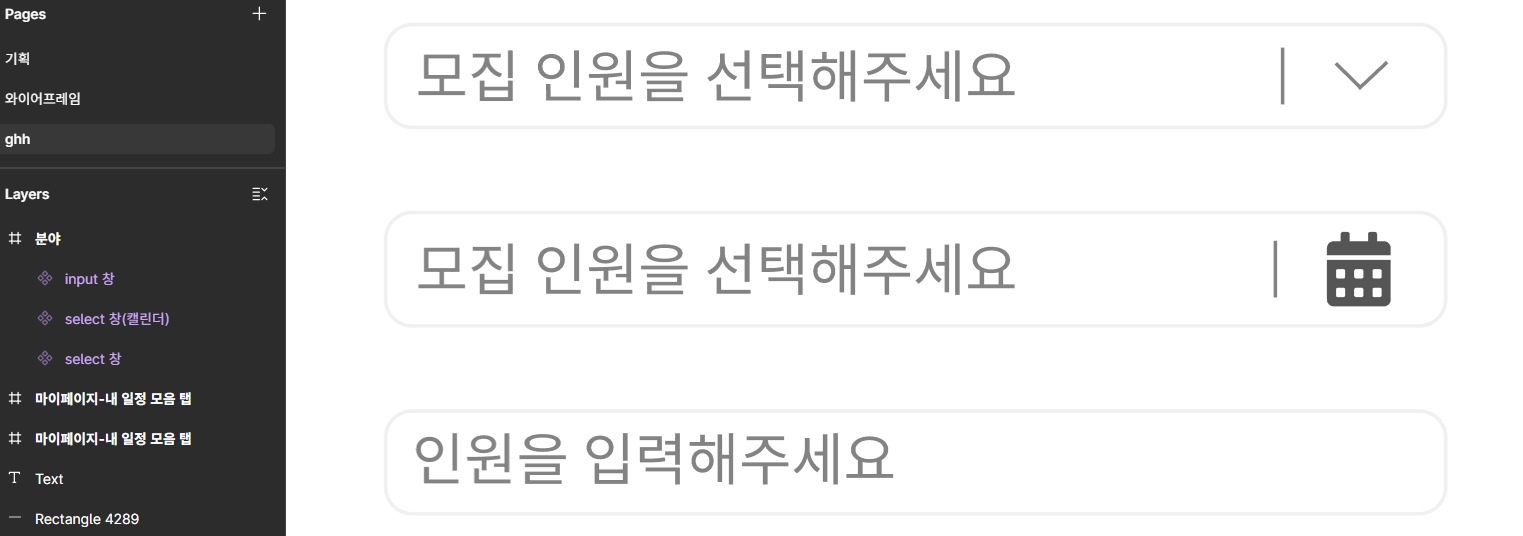 Pages
기획
와이어프레임
ghh
Layers
분야
input 창
select 창(캘린더)
select 창
마이페이지-내 일정 모음 탭
마이페이지-내 일정 모음 탭
Text
Rectangle 4289
모집 인원을 선택해주세요
모집 인원을 선택해주세요
인원을 입력해주세요